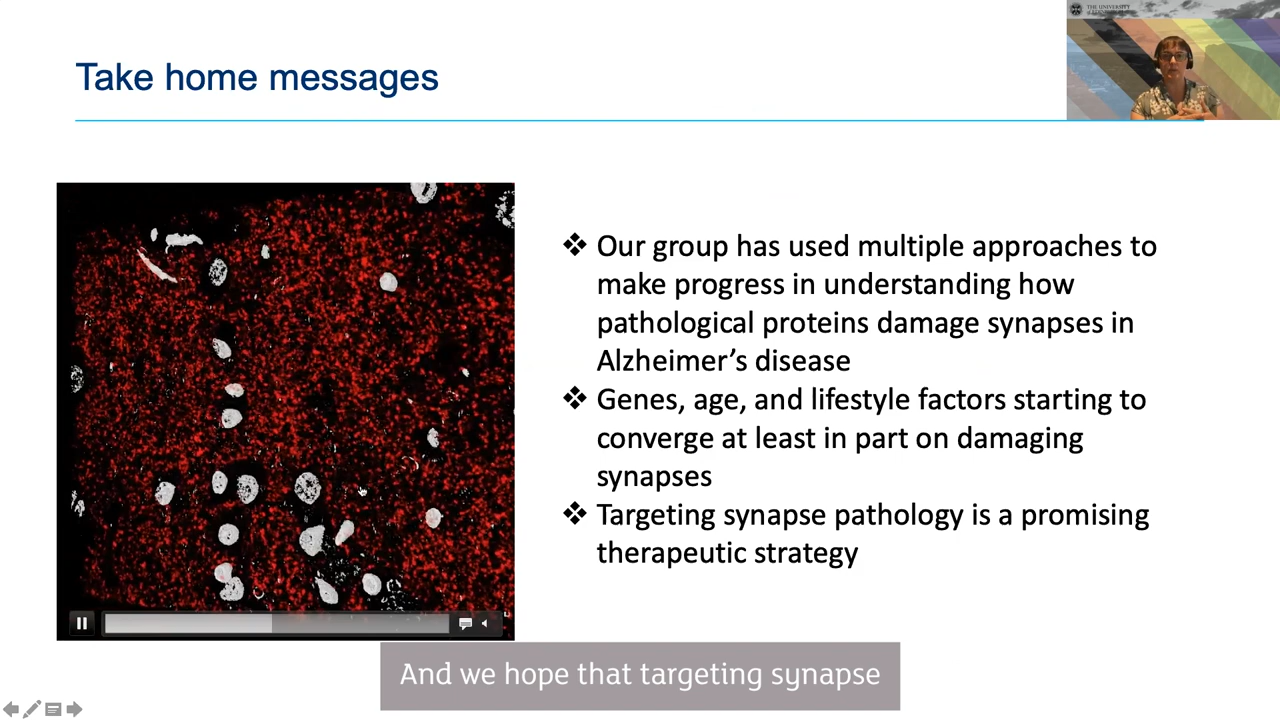 THE UNIVERSITY
Take home messages
❖ Our group has used multiple approaches to
make progress in understanding how
pathological proteins damage synapses in
Alzheimer’s disease
❖ Genes, age, and lifestyle factors starting to
converge at least in part on damaging
synapses
❖ Targeting synapse pathology is a promising
therapeutic strategy
And we hope that targeting synapse